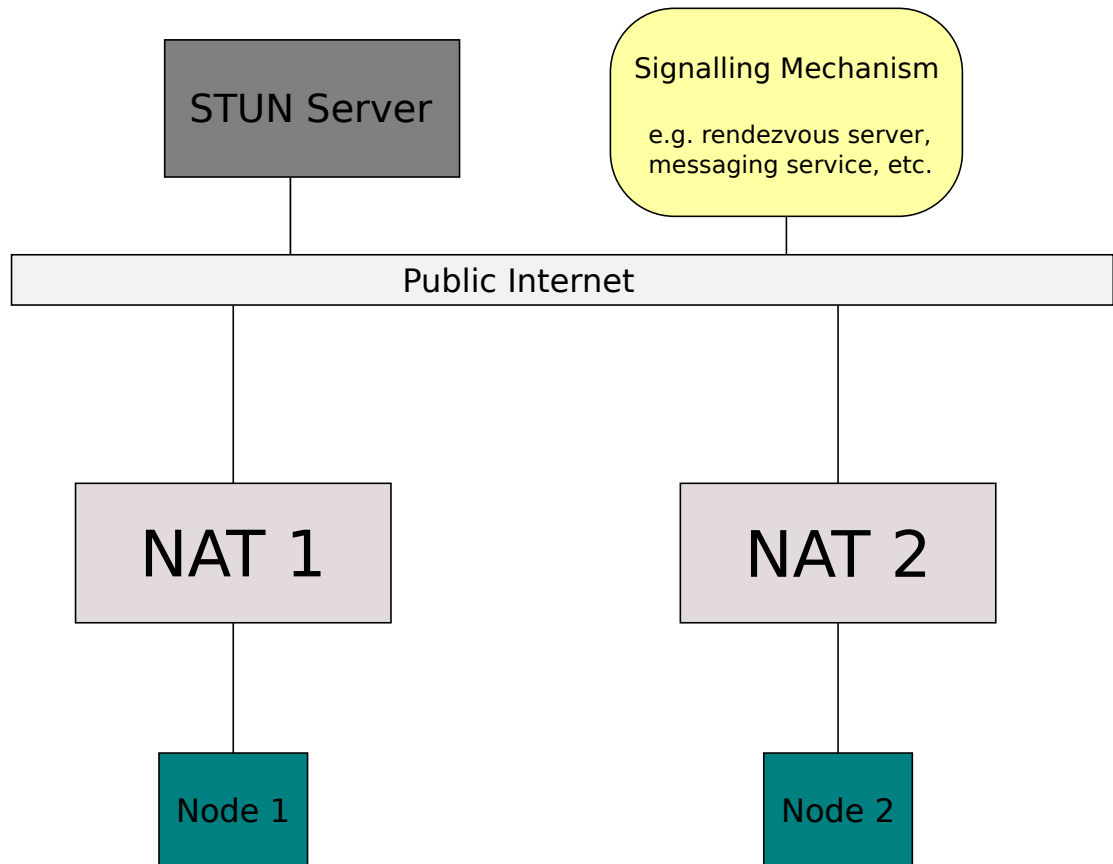 STUN Server
Signalling Mechanism
e.g. rendezvous server,
messaging service, etc.
Public Internet
NAT 1
NAT 2
Node 1
Node 2